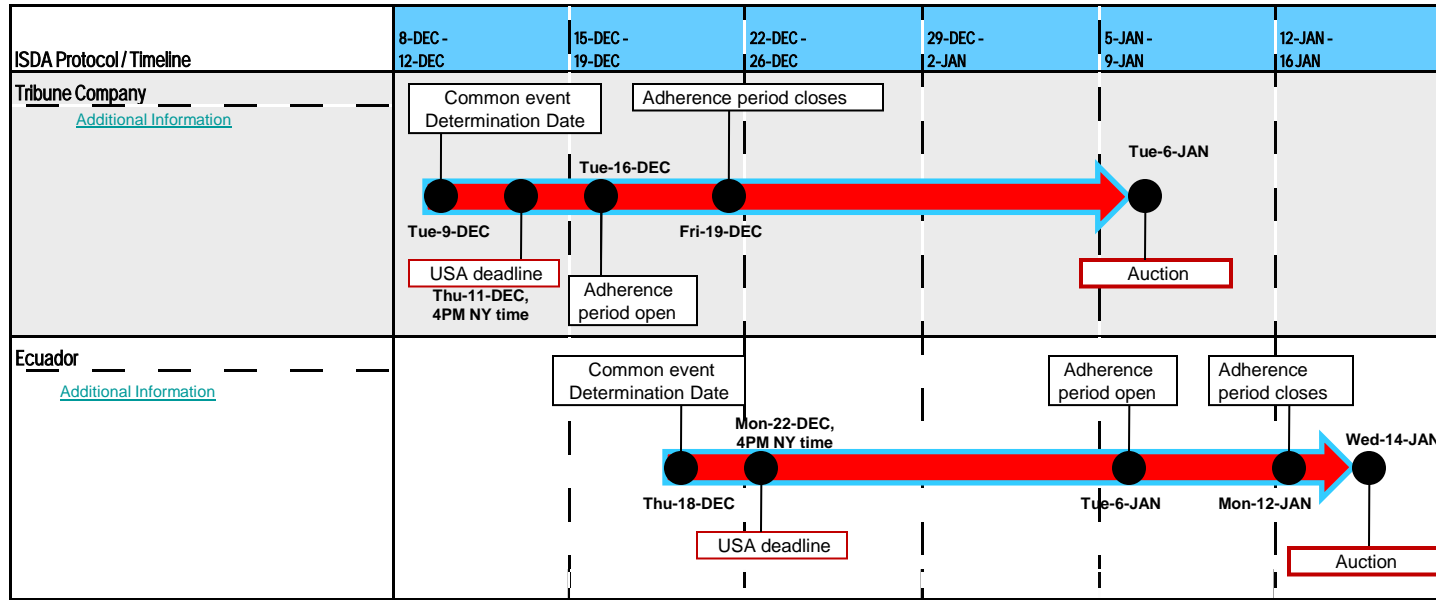 ISDA Protocol / Timeline
8-DEC -
12-DEC
15-DEC -
19-DEC
22-DEC -
26-DEC
29-DEC -
2-JAN
5-JAN -
9-JAN
12-JAN -
16 JAN
Tribune Company
Additional Information
Common event
Determination Date
Adherence period closes
Tue-16-DEC
Tue-6-JAN
Tue-9-DEC
Fri-19-DEC
USA deadline
Thu-11-DEC,
4PM NY time
Adherence
period open
Auction
Ecuador
Additional Information
Common event
Determination Date
Adherence
period open
Adherence
period closes
Mon-22-DEC,
4PM NY time
Wed-14-JAN
Thu-18-DEC
Tue-6-JAN
Mon-12-JAN
USA deadline
Auction